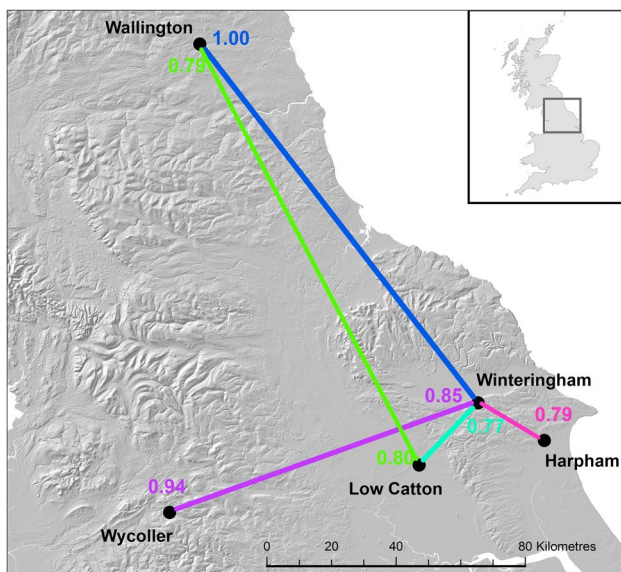 Wallington
1.00
0.79
Winteringham
0.85
0.77
0.79
Harpham
0.80
Low Catton
0.94
Wycoller
0 20 40 80 Kilometres